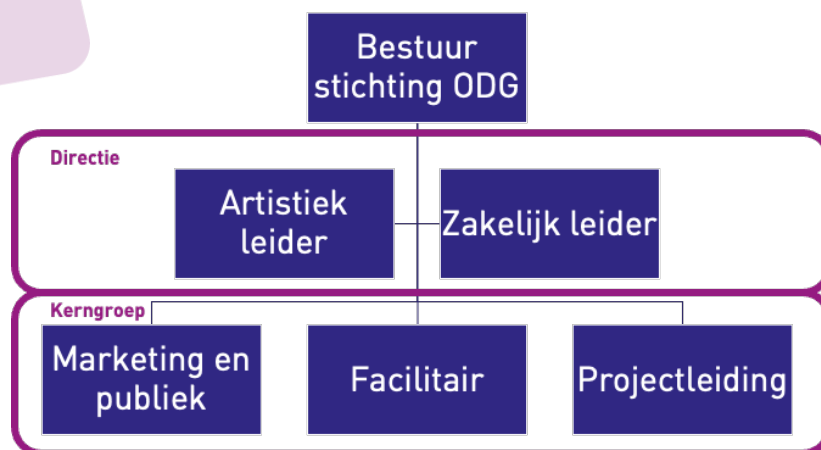 Bestuur
stichting ODG
Directie
Artistiek
leider
Zakelijk leider
Kerngroep
Marketing en
publiek
Facilitair
Projectleiding